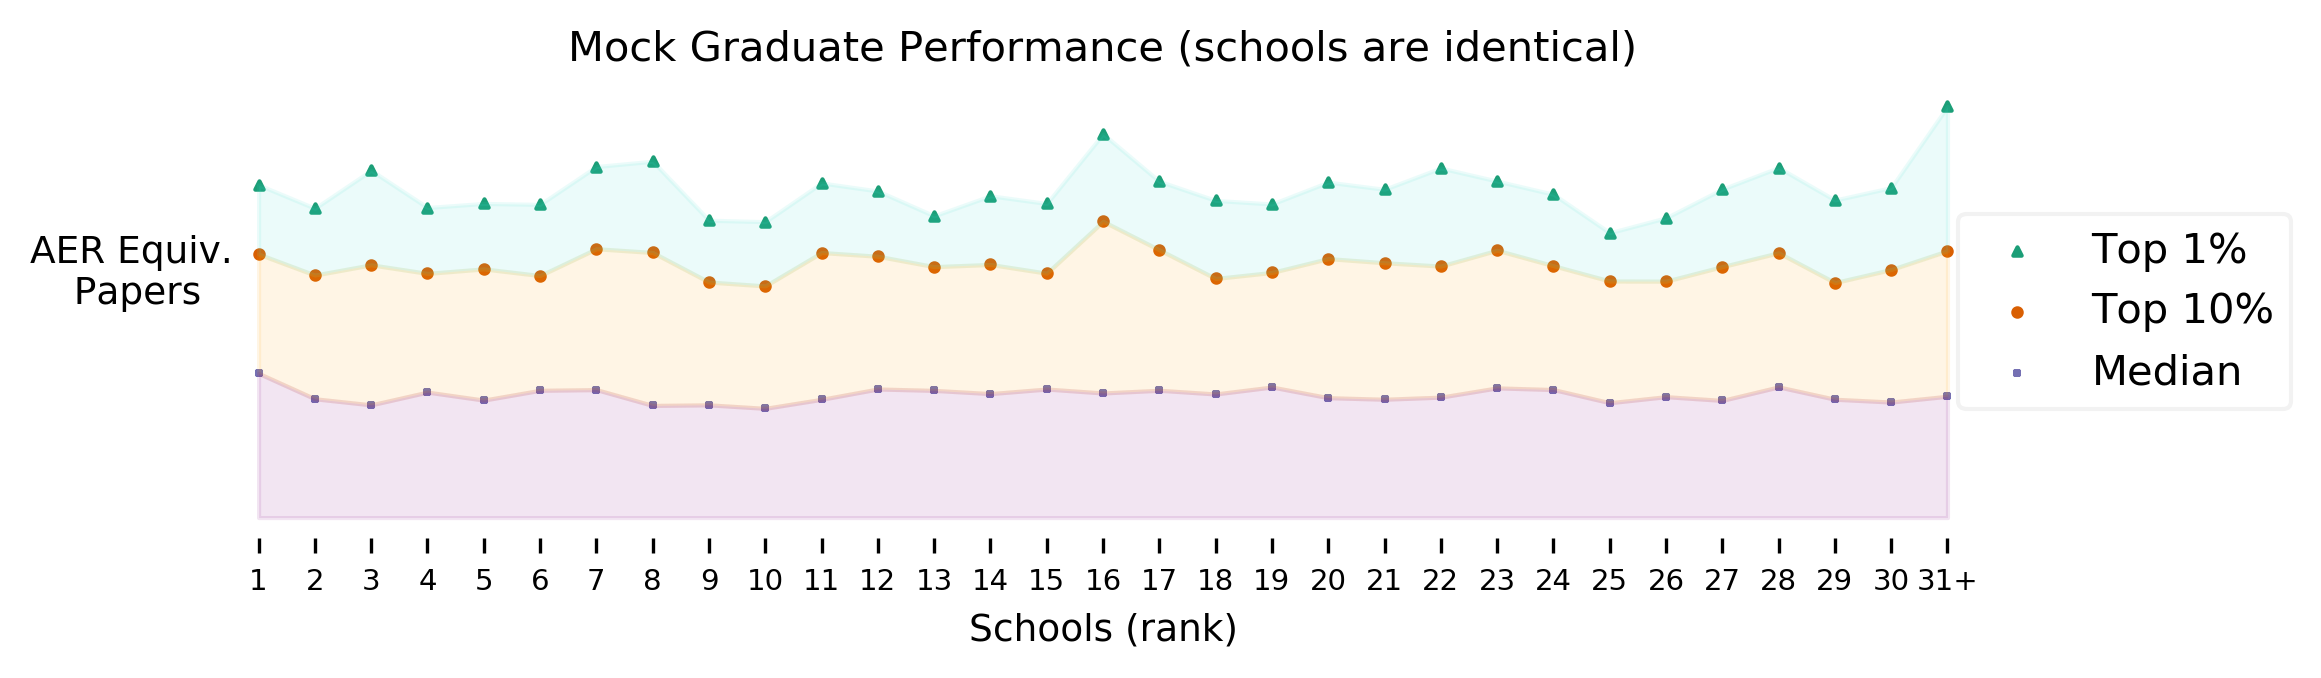 Mock Graduate Performance (schools are identical)
AER Equiv.
Papers
Top 1%
Top 10%
Median
1 2 3 4 5 6 7 8 9 10 11 12 13 14 15 16 17 18 19 20 21 22 23 24 25 26 27 28 29 30 31+
Schools (rank)